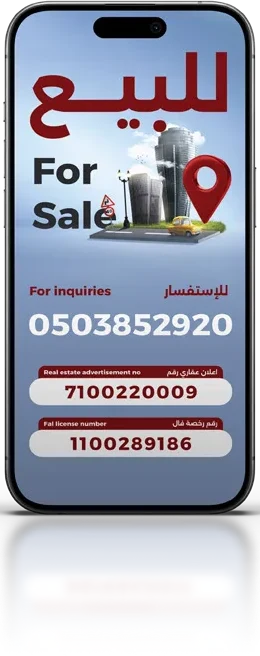 للبيع
For
Sale
For inquiries للإستفسار
0503852920
Real estate advertisement no اعلان عقاري رقم
7100220009
Fal license number رقم رخصة فال
1100289186